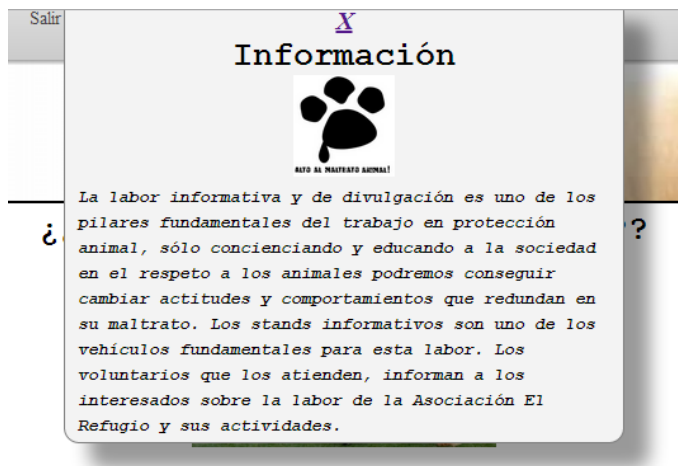 Salir
X
Información
ALTO AL MALTRATO ANIMAL!
La labor informativa y de divulgación es uno de los
pilares fundamentales del trabajo en protección
¿
?
animal, sólo concienciando y educando a la sociedad
en el respeto a los animales podremos conseguir
cambiar actitudes y comportamientos que redundan en
su maltrato. Los stands informativos son uno de los
vehículos fundamentales para esta labor. Los
voluntarios que los atienden, informan a los
interesados sobre la labor de la Asociación El
Refugio y sus actividades.